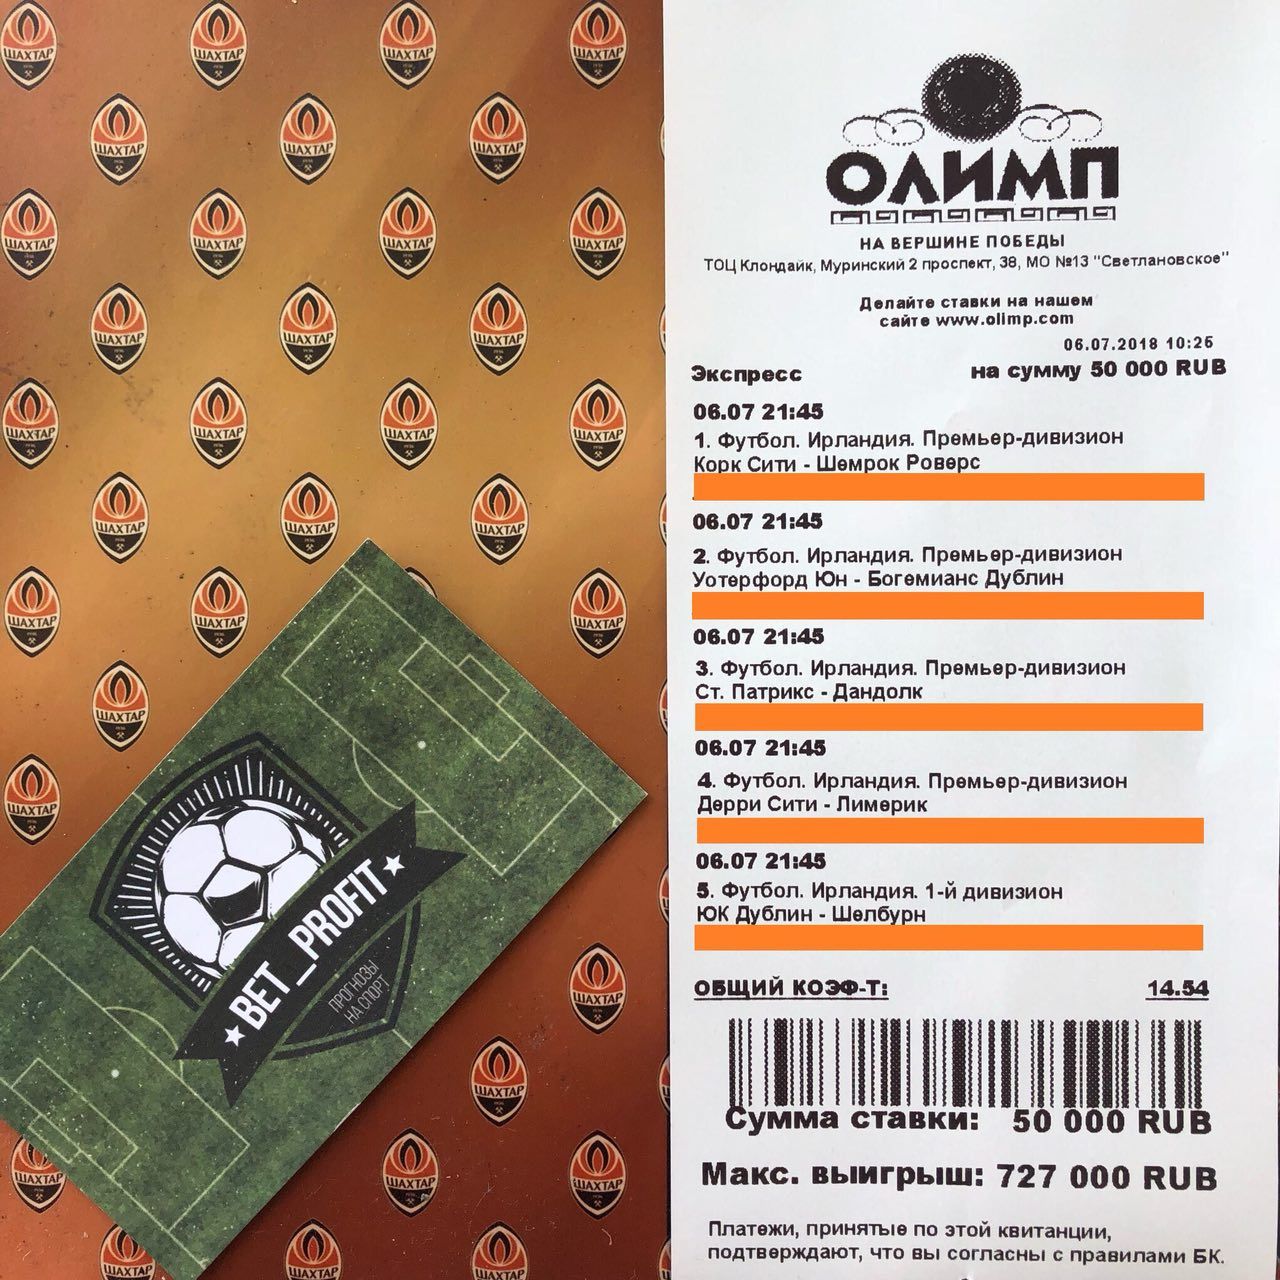 ШАХТАР
1936
BET_PROFIT
ПРОГНОЗЫ
НА СПОРТ
ОЛИМП
НА ВЕРШИНЕ ПОБЕДЫ
ТОЦ Клондайк, Муринский 2 проспект, 38, МО №13 "Светлановское"
Делайте ставки на нашем
сайте www.olimp.com
06.07.2018 10:25
Экспресс на сумму 50 000 RUB
06.07 21:45
1. Футбол. Ирландия. Премьер-дивизион
Корк Сити - Шемрок Роверс
06.07 21:45
2. Футбол. Ирландия. Премьер-дивизион
Уотерфорд Юн - Богемианс Дублин
06.07 21:45
3. Футбол. Ирландия. Премьер-дивизион
Ст. Патрикс - Дандолк
06.07 21:45
4. Футбол. Ирландия. Премьер-дивизион
Дерри Сити - Лимерик
06.07 21:45
5. Футбол. Ирландия. 1-й дивизион
ЮК Дублин - Шелбурн
ОБЩИЙ КОЭФ-Т: 14.54
Сумма ставки: 50 000 RUB
Макс. выигрыш: 727 000 RUB
Платежи, принятые по этой квитанции,
подтверждают, что вы согласны с правилами БК.